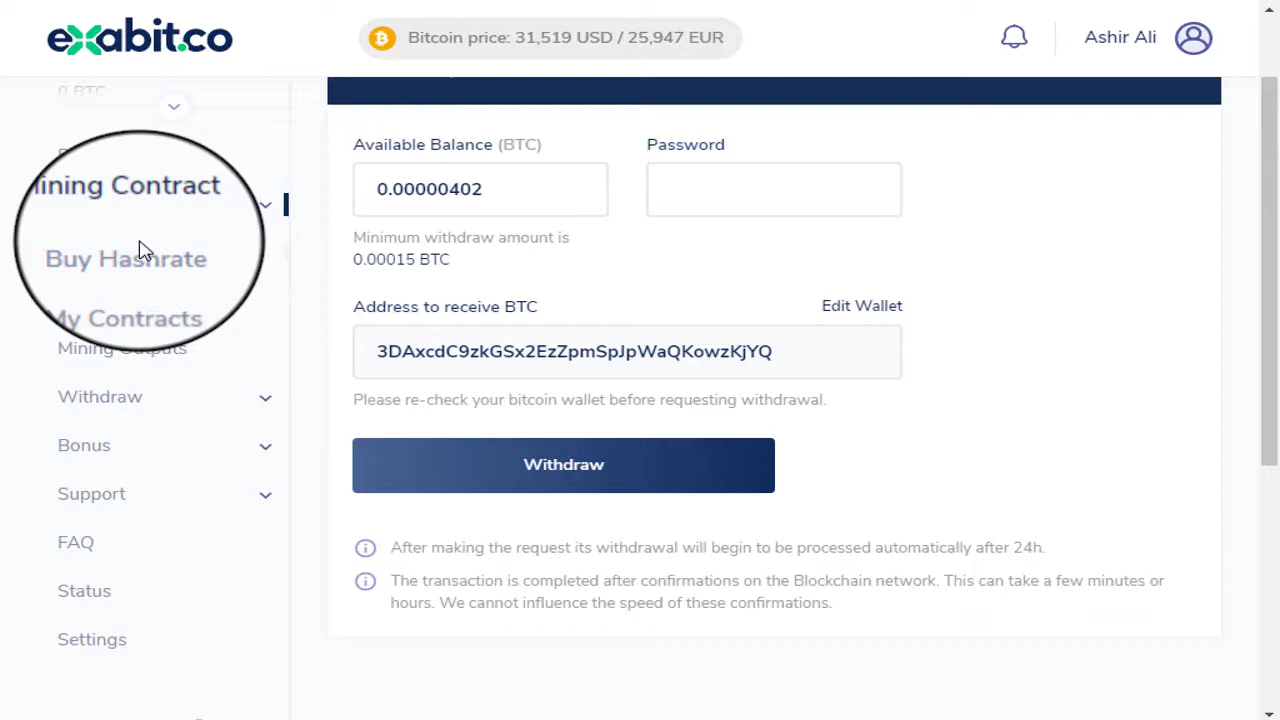 exabit.co
Bitcoin price: 31,519 USD / 25,947 EUR
Ashir Ali
0 BTC
Mining Contract
Buy Hashrate
My Contracts
Mining Outputs
Withdraw
Bonus
Support
FAQ
Status
Settings
Available Balance (BTC)
Password
0.00000402
Minimum withdraw amount is
0.00015 BTC
Address to receive BTC
Edit Wallet
3DAxcdC9zkGSx2EzZpmSpJpWaQKowzKjYQ
Please re-check your bitcoin wallet before requesting withdrawal.
Withdraw
After making the request its withdrawal will begin to be processed automatically after 24h.
The transaction is completed after confirmations on the Blockchain network. This can take a few minutes or
hours. We cannot influence the speed of these confirmations.